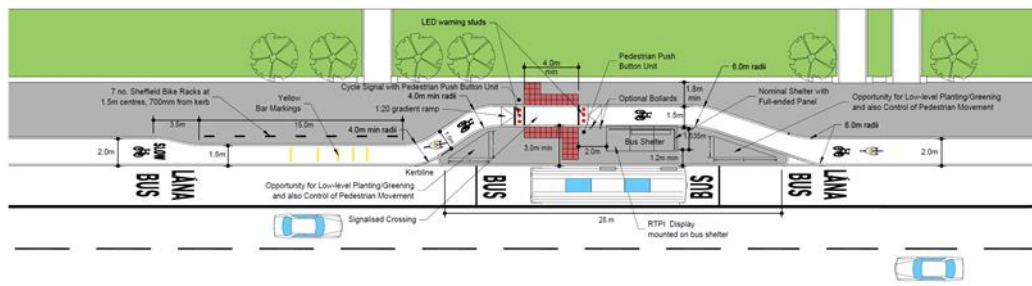 LED warning studs
4.0m
min
Pedestrian Push
Button Unit
6.0m radii
1.8m
min
Nominal Shelter with
Full-ended Panel
7 no. Sheffield Bike Racks at
1.5m centres, 700mm from kerb
Yellow
Bar Markings
Cycle Signal with Pedestrian Push Button Unit
4.0m min radii
1:20 gradient ramp
Optional Bollards
1.5m
Opportunity for Low-level Planting/Greening
and also Control of Pedestrian Movement
3.5m
15.0m
4.0m min radii
6.0m radii
2.0m
SLOW
1.5m
3.0m min
2.0m
Bus Shelter
1.2m min
2.0m
Kerbline
LÁNA
BUS
Opportunity for Low-level Planting/Greening
and also Control of Pedestrian Movement
BUS
BUS
LÁNA
BUS
Signalised Crossing
25 m
RTPI Display
mounted on bus shelter